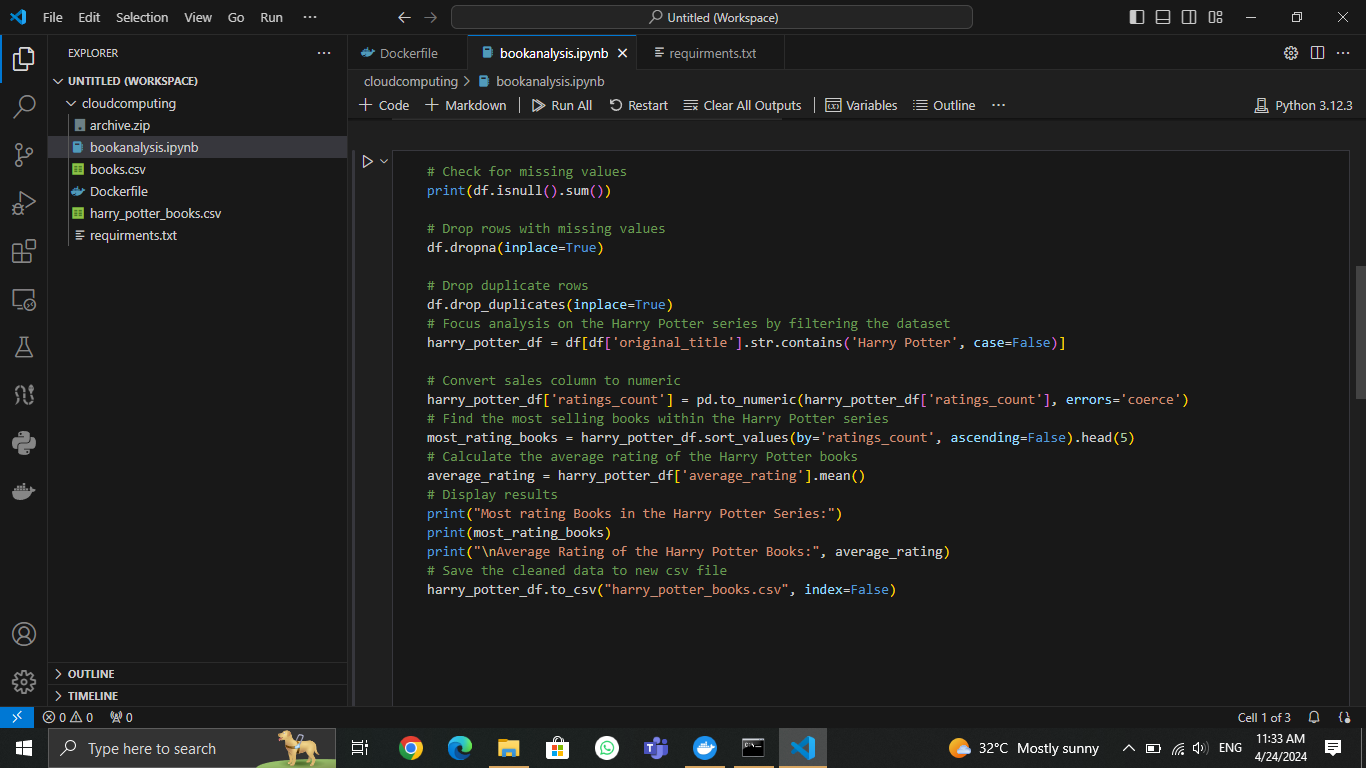 File Edit Selection View Go Run ···
Untitled (Workspace)
EXPLORER ···
UNTITLED (WORKSPACE)
cloudcomputing
archive.zip
bookanalysis.ipynb
books.csv
Dockerfile
harry_potter_books.csv
requirments.txt
OUTLINE
TIMELINE
Dockerfile bookanalysis.ipynb requirments.txt ···
cloudcomputing > bookanalysis.ipynb
+ Code + Markdown Run All Restart Clear All Outputs Variables Outline ··· Python 3.12.3
# Check for missing values
print(df.isnull().sum())
# Drop rows with missing values
df.dropna(inplace=True)
# Drop duplicate rows
df.drop_duplicates(inplace=True)
# Focus analysis on the Harry Potter series by filtering the dataset
harry_potter_df = df[df['original_title'].str.contains('Harry Potter', case=False)]
# Convert sales column to numeric
harry_potter_df['ratings_count'] = pd.to_numeric(harry_potter_df['ratings_count'], errors='coerce')
# Find the most selling books within the Harry Potter series
most_rating_books = harry_potter_df.sort_values(by='ratings_count', ascending=False).head(5)
# Calculate the average rating of the Harry Potter books
average_rating = harry_potter_df['average_rating'].mean()
# Display results
print("Most rating Books in the Harry Potter Series:")
print(most_rating_books)
print("\nAverage Rating of the Harry Potter Books:", average_rating)
# Save the cleaned data to new csv file
harry_potter_df.to_csv("harry_potter_books.csv", index=False)
0 0 0
Cell 1 of 3
Type here to search
32°C Mostly sunny
ENG
11:33 AM
4/24/2024